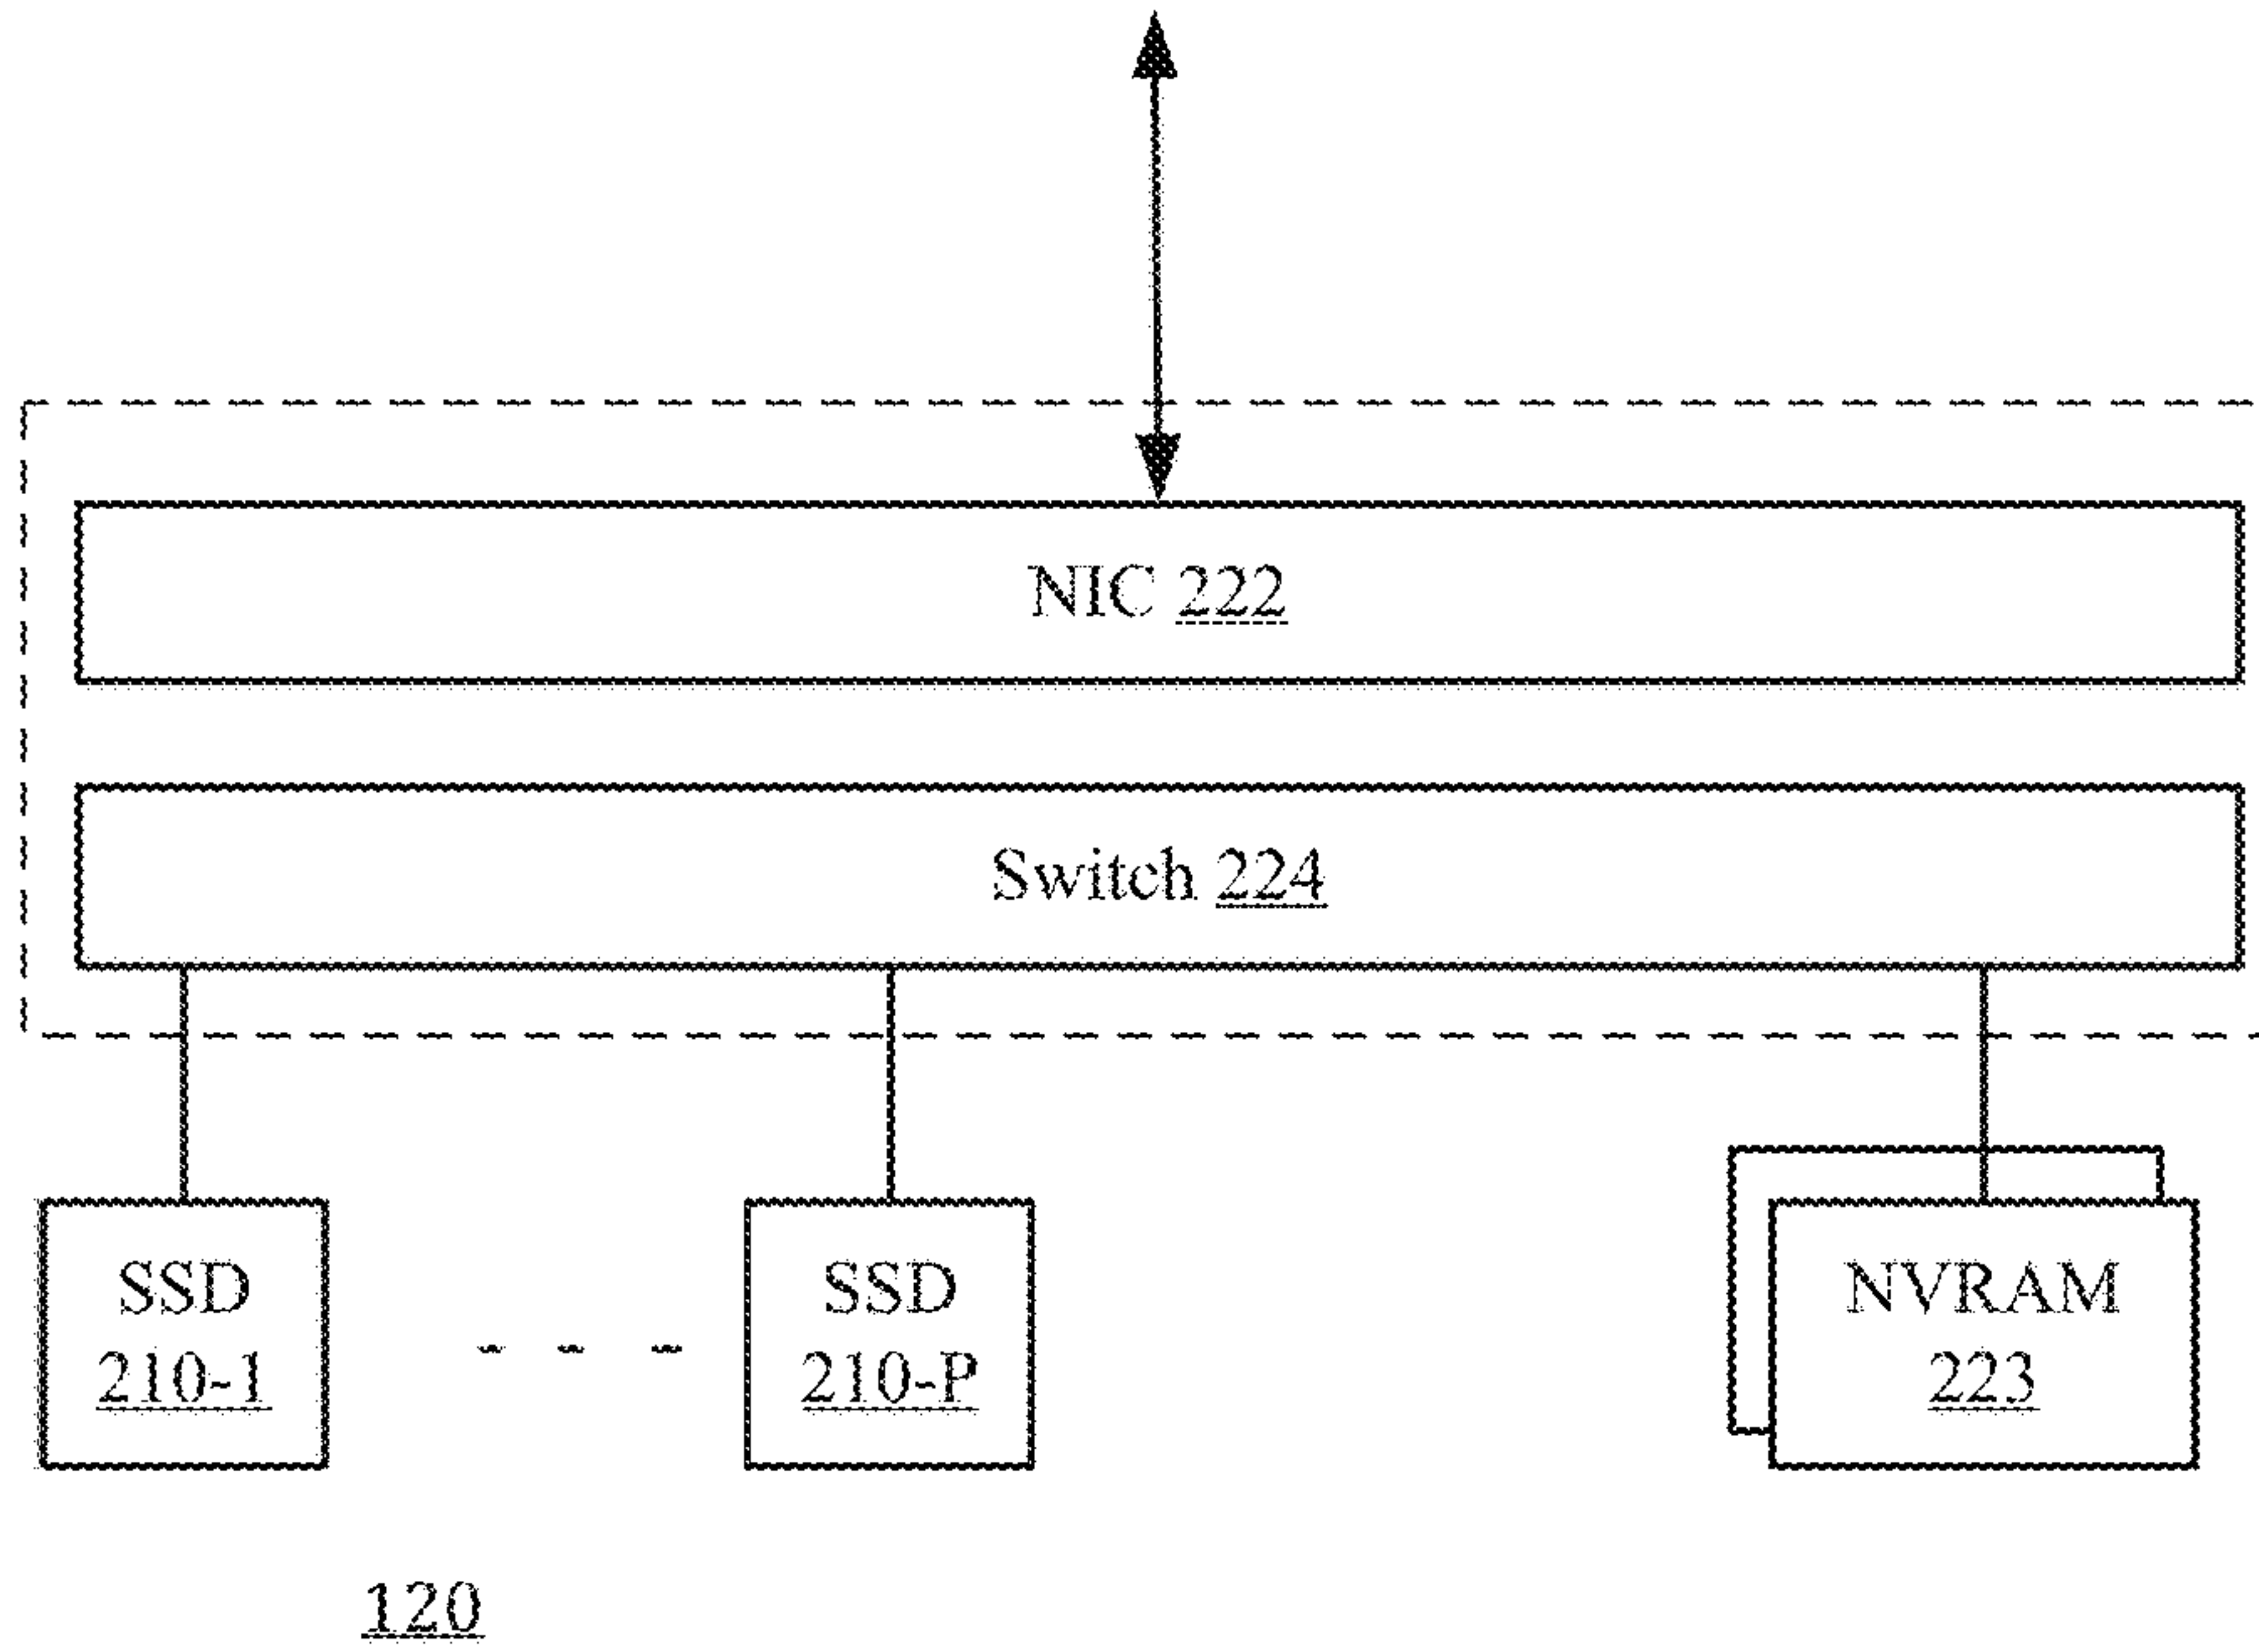 NIC 222
Switch 224
SSD
210-1
SSD
210-P
NVRAM
223
120